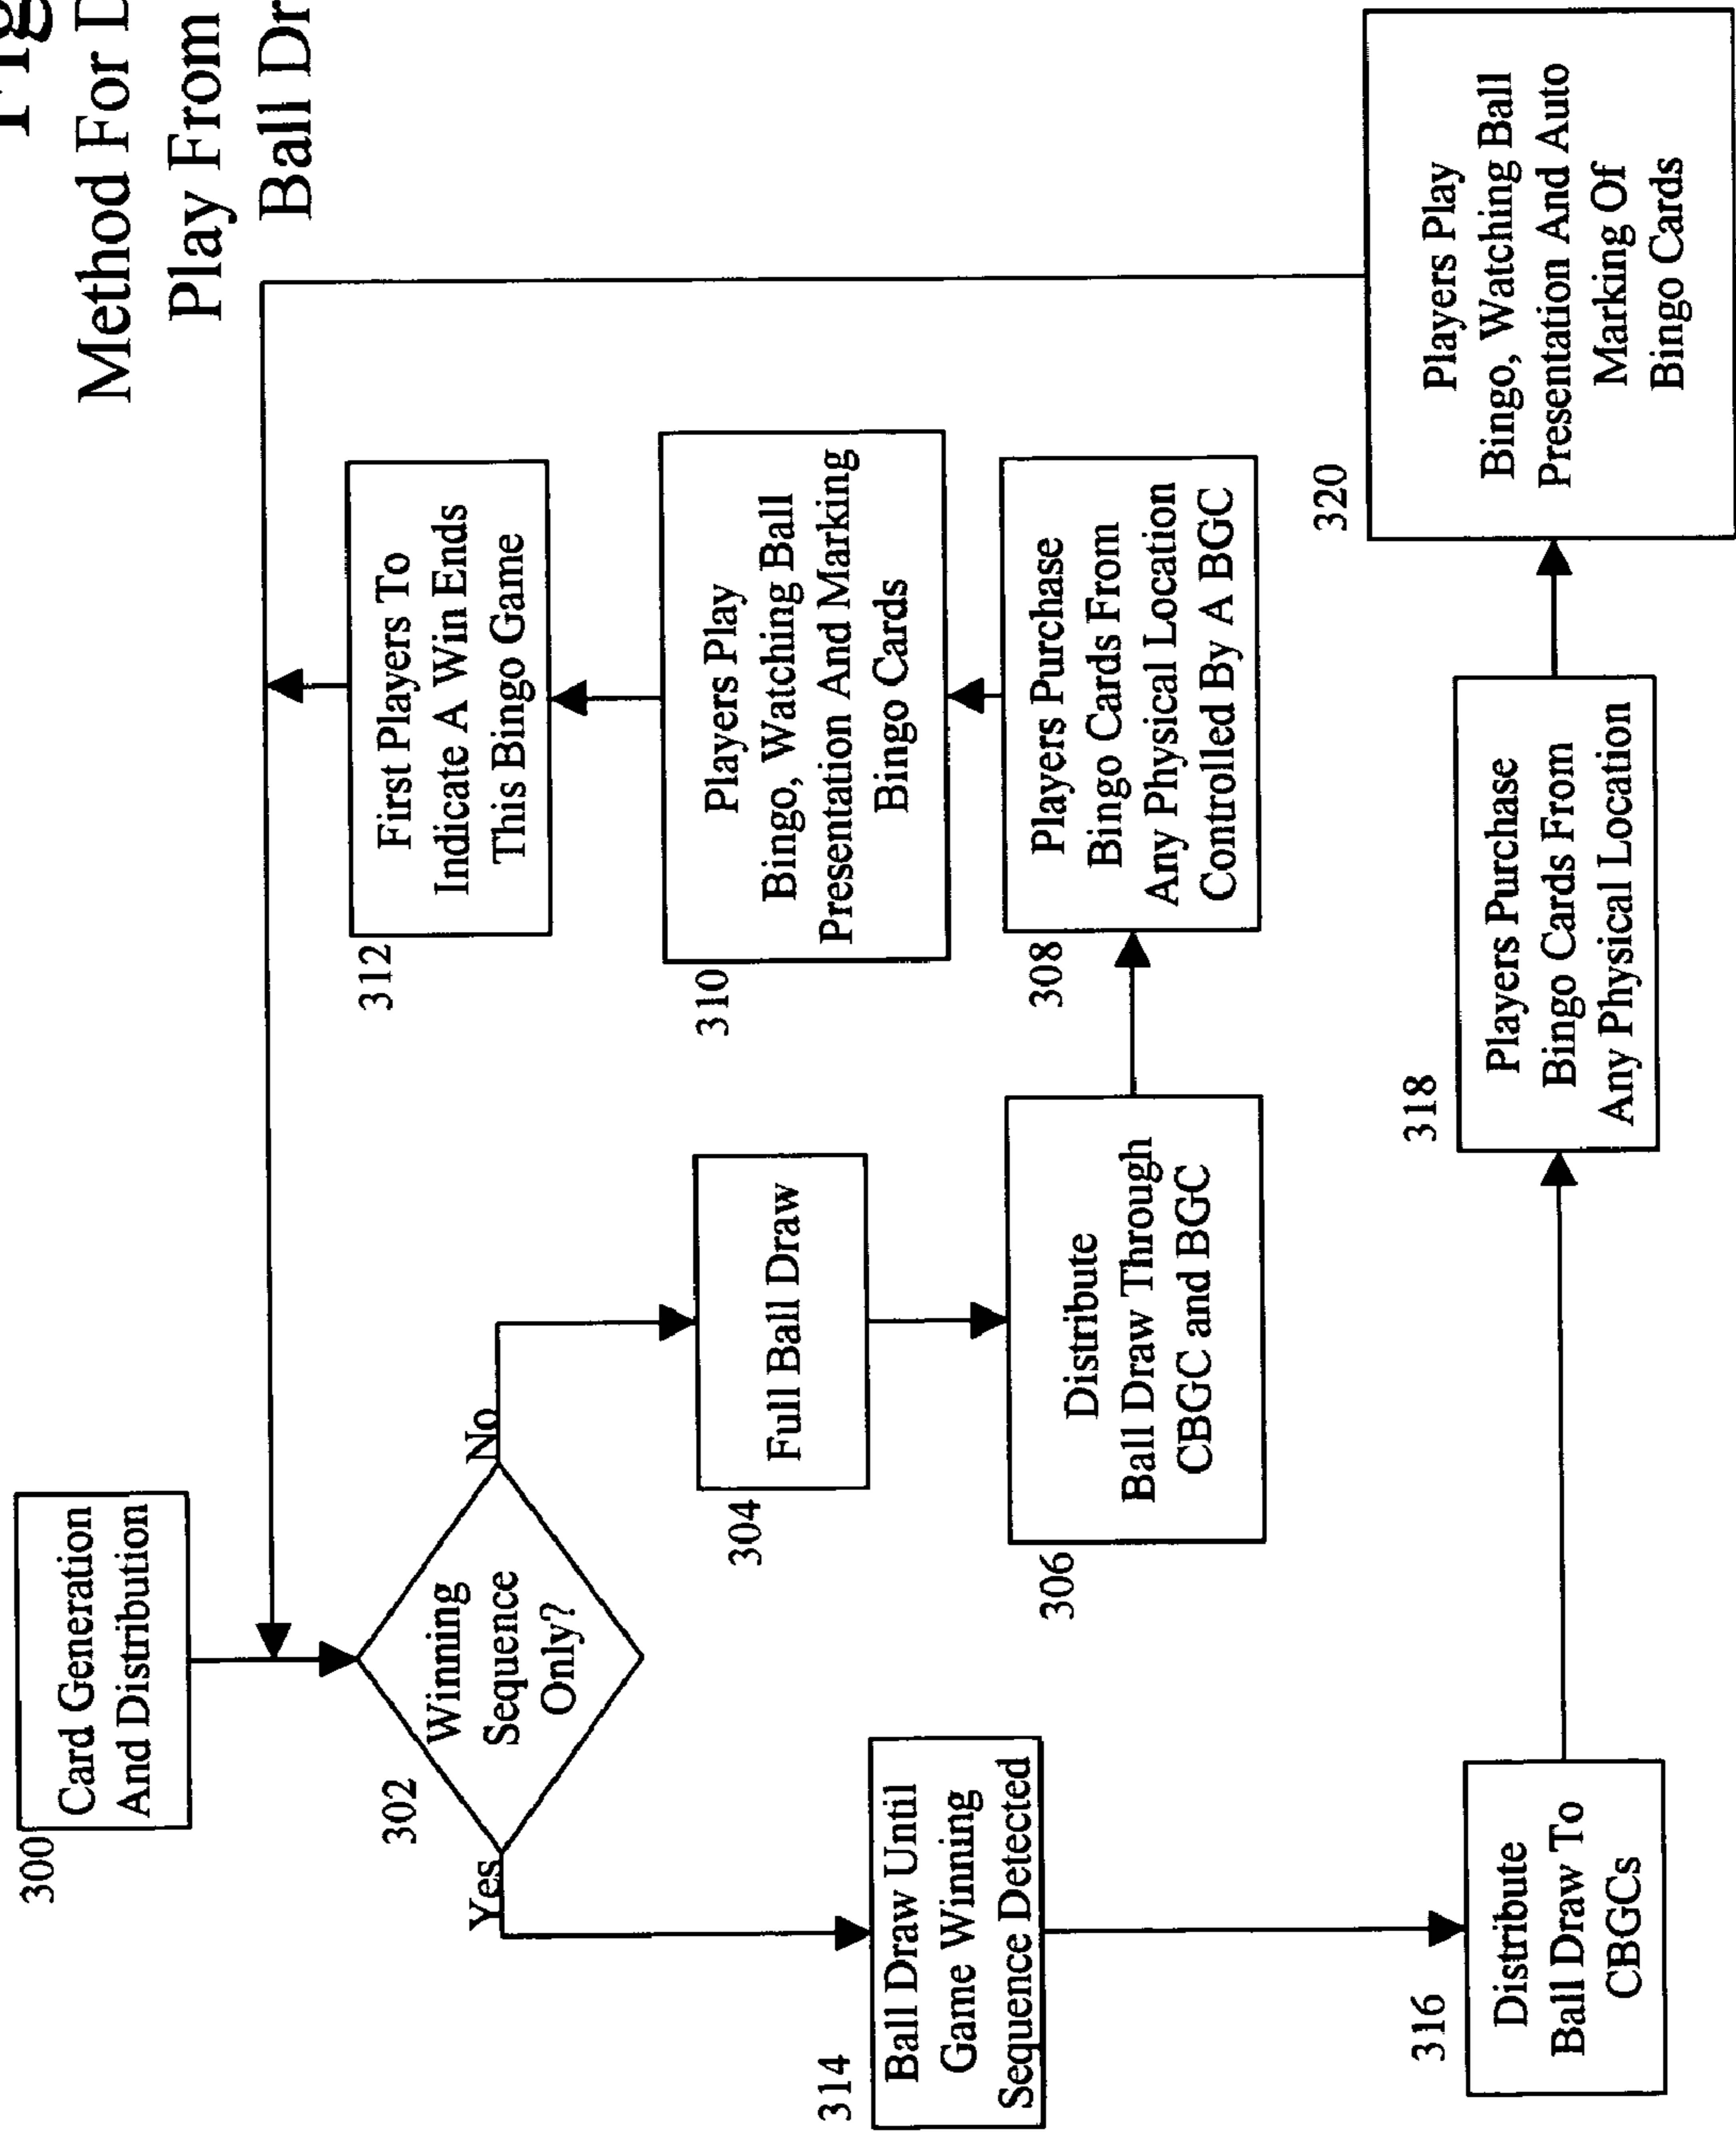 Method For
Play From
Ball
300
Card Generation
And Distribution
302
Winning
Sequence
Only?
Yes
No
304
Full Ball Draw
306
Distribute
Ball Draw Through
CBGC and BGC
308
Players Purchase
Bingo Cards From
Any Physical Location
Controlled By A BGC
310
Players Play
Bingo, Watching Ball
Presentation And Marking
Bingo Cards
312
First Players To
Indicate A Win Ends
This Bingo Game
314
Ball Draw Until
Game Winning
Sequence Detected
316
Distribute
Ball Draw To
CBGCs
318
Players Purchase
Bingo Cards From
Any Physical Location
320
Players Play
Bingo, Watching Ball
Presentation And Auto
Marking Of
Bingo Cards